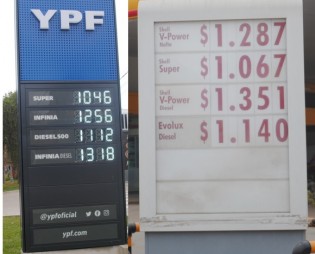 YPF
SUPER 1046
INFINIA 1256
DIESEL500 1112
INFINIA DIESEL 1318
@ypfoficial
ypf.com
Shell
V-Power
Nafta
$1.287
Shell
Super
$1.067
Shell
V-Power
Diesel
$1.351
Evolux
Diesel
$1.140